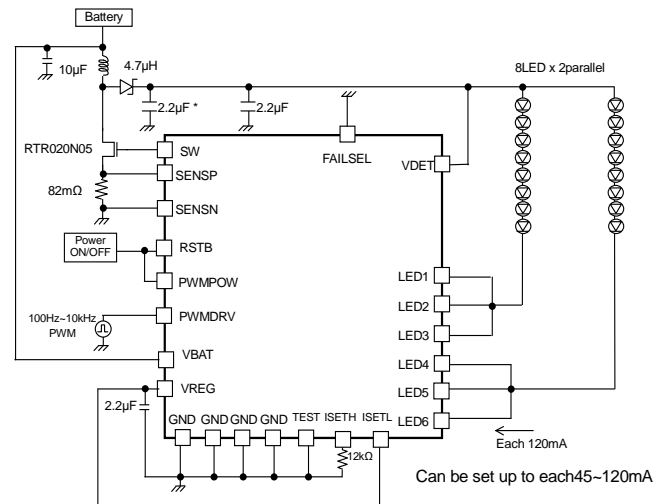 Battery
10μF
4.7μH
8LED x 2parallel
2.2μF *
2.2μF
RTR020N05
SW
FAILSEL
VDET
SENSP
82mΩ
SENSN
Power
ON/OFF
RSTB
PWMPOW
LED1
LED2
100Hz~10kHz
PWM
PWMDRV
LED3
VBAT
LED4
VREG
LED5
2.2μF
GND GND GND GND TEST ISETH ISETL
LED6
Each 120mA
12kΩ
Can be set up to each45~120mA